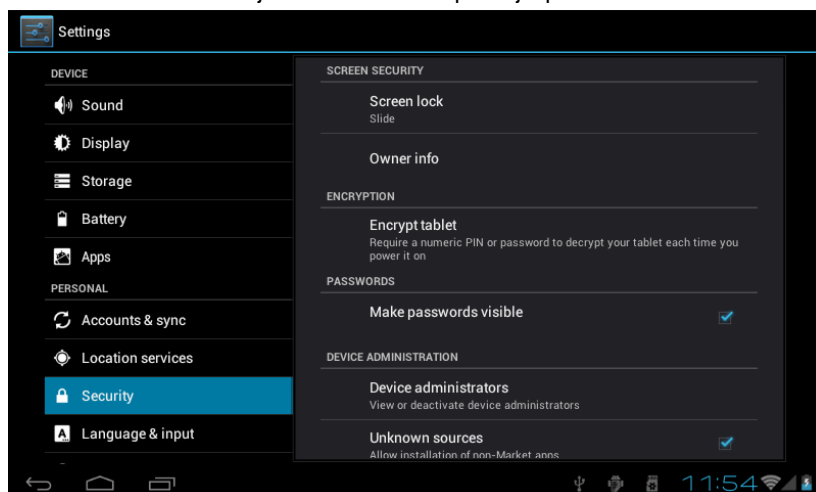 Settings
DEVICE
Sound
Display
Storage
Battery
Apps
PERSONAL
Accounts & sync
Location services
Security
Language & input
SCREEN SECURITY
Screen lock
Slide
Owner info
ENCRYPTION
Encrypt tablet
Require a numeric PIN or password to decrypt your tablet each time you
power it on
PASSWORDS
Make passwords visible
DEVICE ADMINISTRATION
Device administrators
View or deactivate device administrators
Unknown sources
Allow installation of non-Market apps
11:54